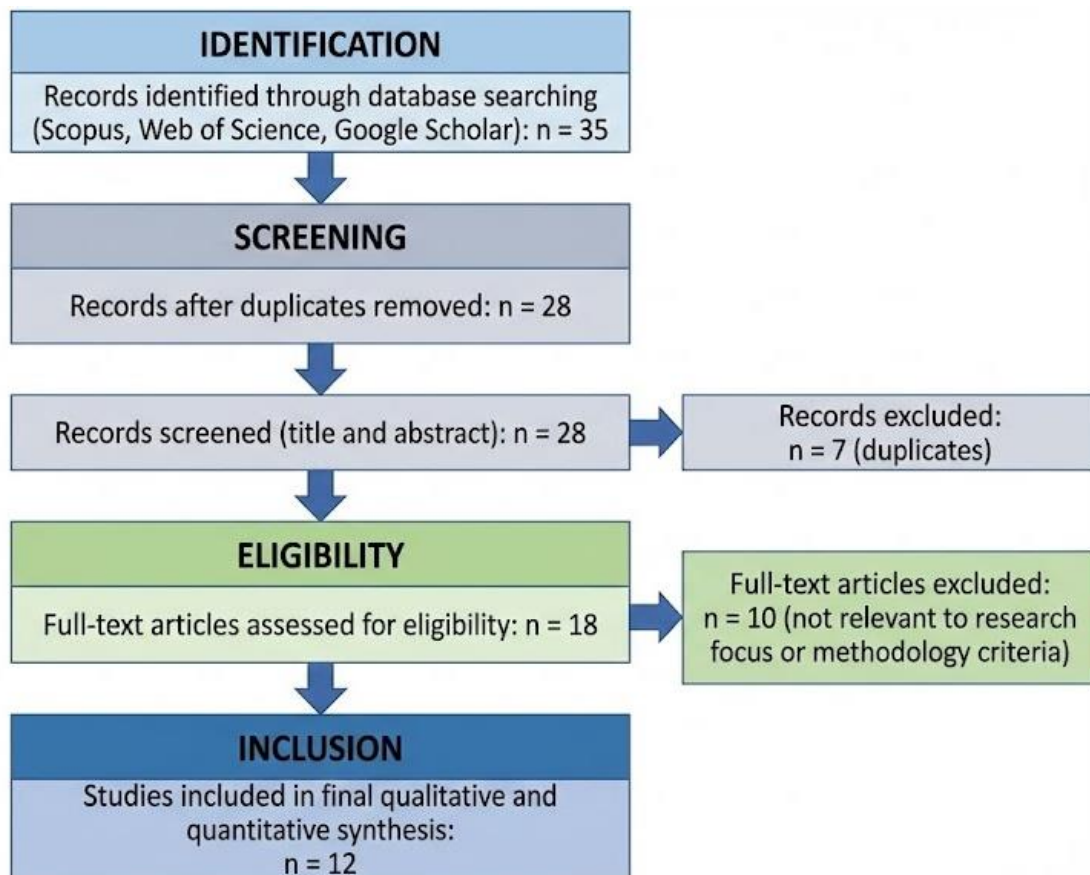 IDENTIFICATION
Records identified through database searching
(Scopus, Web of Science, Google Scholar): n = 35
SCREENING
Records after duplicates removed: n = 28
Records screened (title and abstract): n = 28
Records excluded:
n = 7 (duplicates)
ELIGIBILITY
Full-text articles assessed for eligibility: n = 18
Full-text articles excluded:
n = 10 (not relevant to research
focus or methodology criteria)
INCLUSION
Studies included in final qualitative and
quantitative synthesis:
n = 12